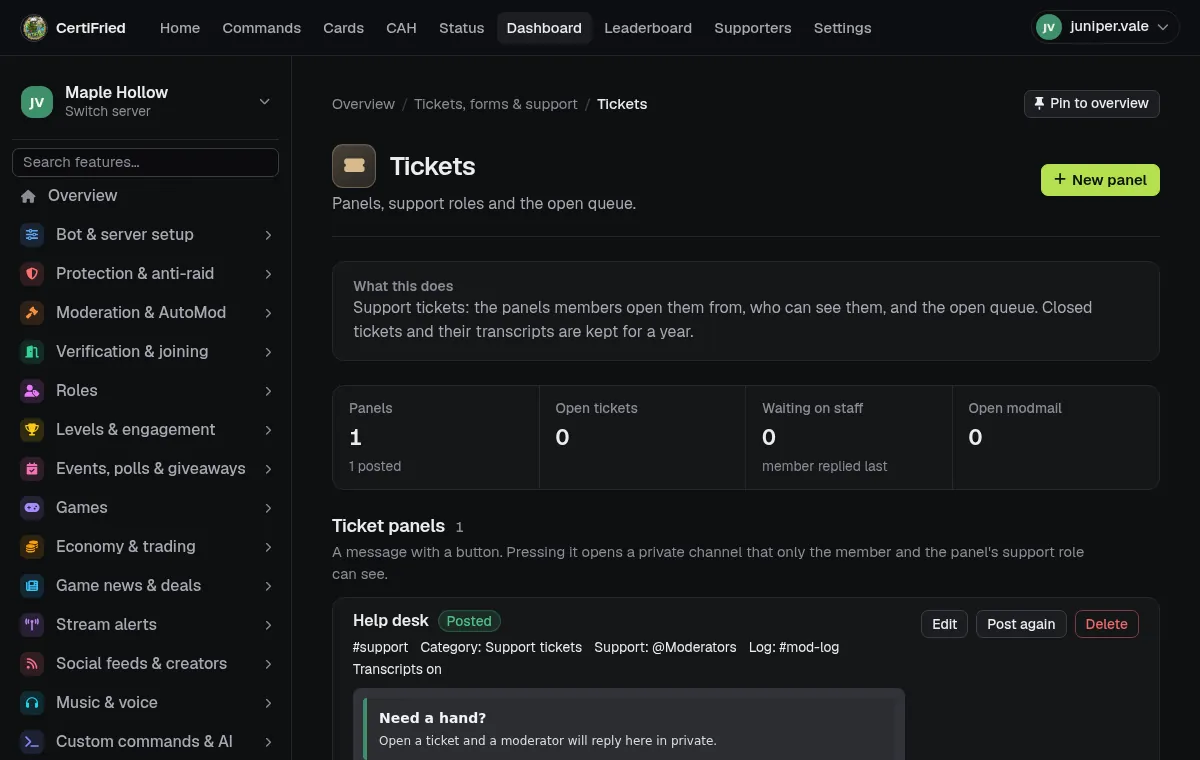 CertiFried
Home
Commands
Cards
CAH
Status
Dashboard
Leaderboard
Supporters
Settings
JV
juniper.vale
JV
Maple Hollow
Switch server
Search features...
Overview
Bot & server setup
Protection & anti-raid
Moderation & AutoMod
Verification & joining
Roles
Levels & engagement
Events, polls & giveaways
Games
Economy & trading
Game news & deals
Stream alerts
Social feeds & creators
Music & voice
Custom commands & AI
Overview / Tickets, forms & support / Tickets
Pin to overview
Tickets
Panels, support roles and the open queue.
+ New panel
What this does
Support tickets: the panels members open them from, who can see them, and the open queue. Closed
tickets and their transcripts are kept for a year.
Panels
1
1 posted
Open tickets
0
Waiting on staff
0
member replied last
Open modmail
0
Ticket panels 1
A message with a button. Pressing it opens a private channel that only the member and the panel's support role
can see.
Help desk Posted
Edit
Post again
Delete
#support Category: Support tickets Support: @Moderators Log: #mod-log
Transcripts on
Need a hand?
Open a ticket and a moderator will reply here in private.